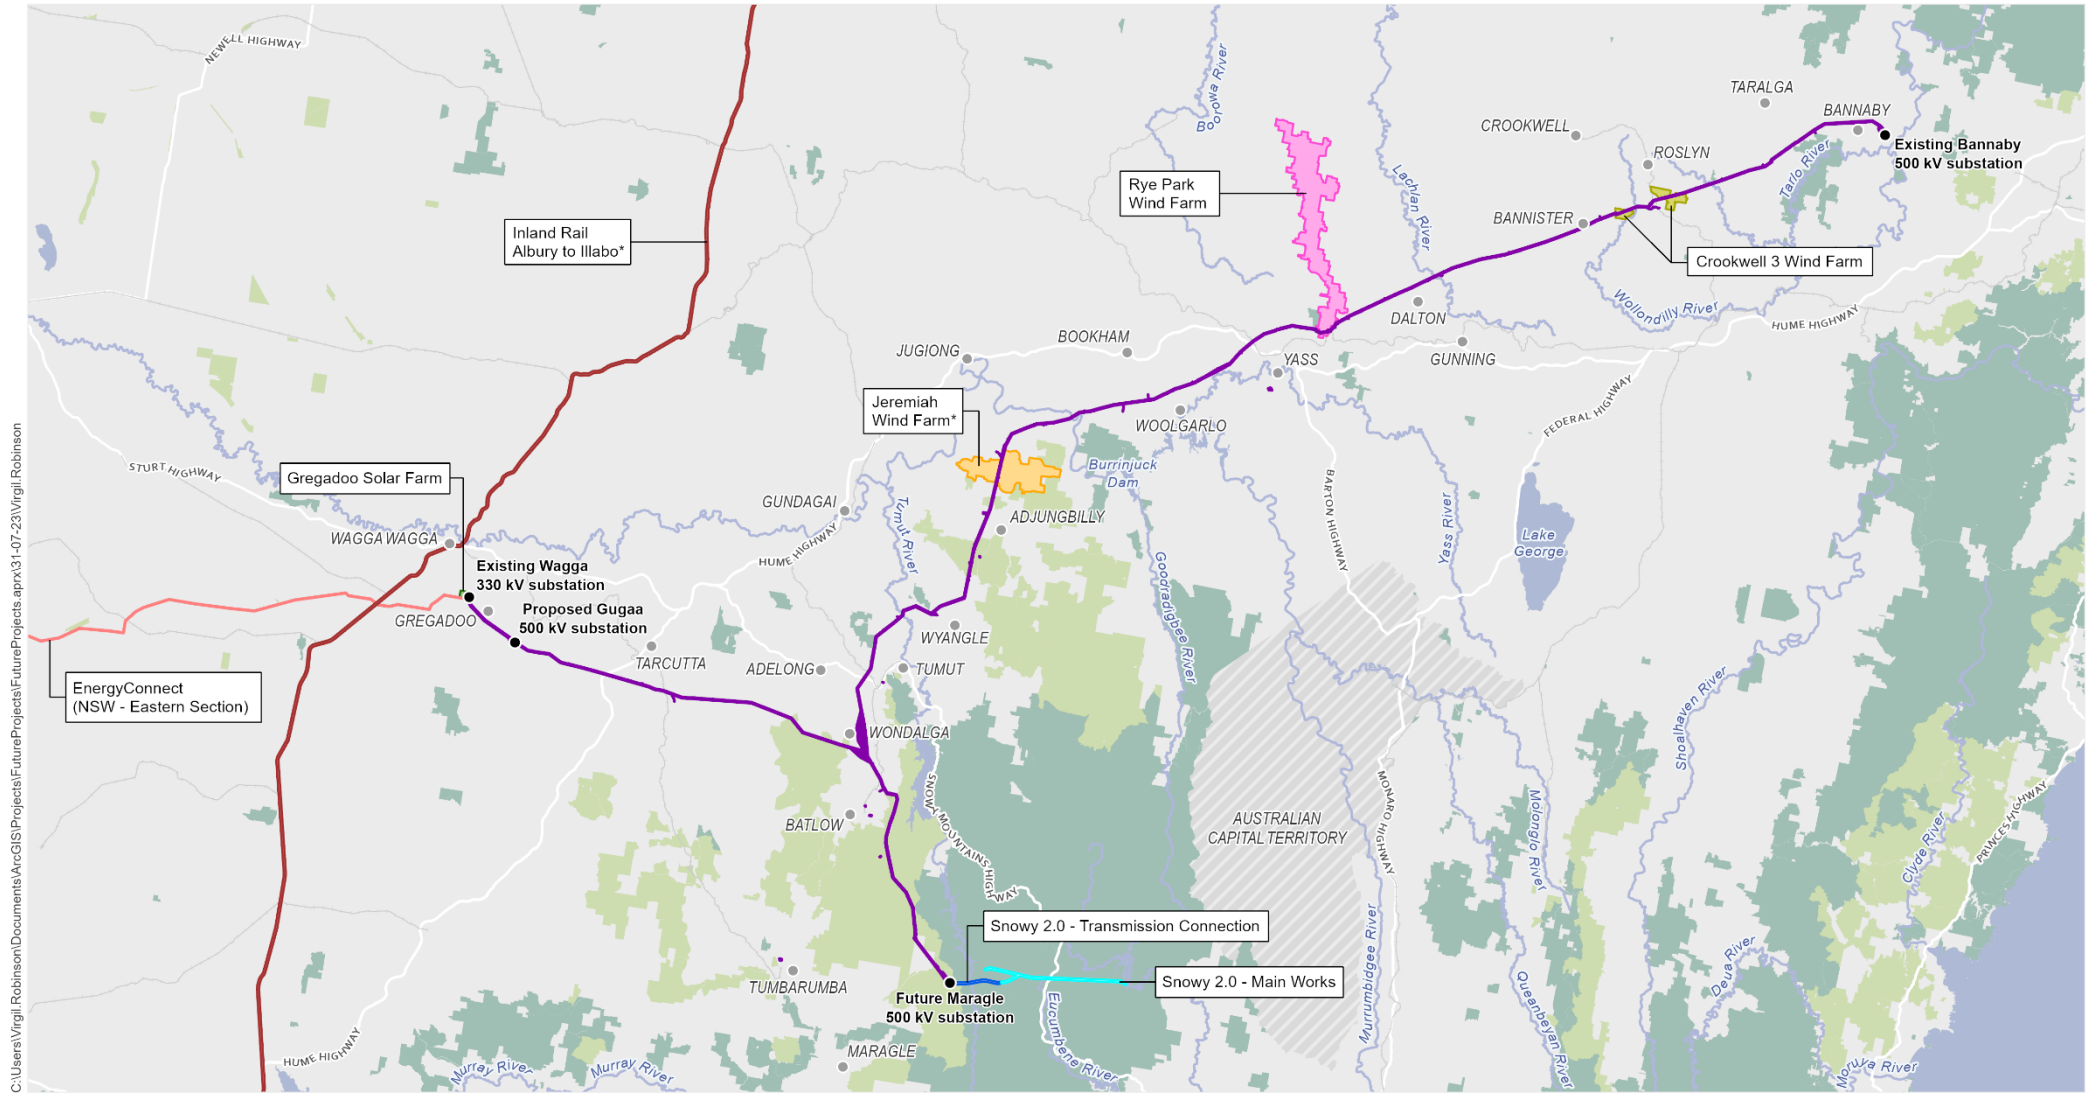 NEWELL HIGHWAY
Boorowa River
TARALGA
BANNABY
CROOKWELL
Existing Bannaby
500 kV substation
ROSLYN
Tarlo River
Rye Park
Wind Farm
Lachlan River
BANNISTER
Inland Rail
Albury to Illabo*
Crookwell 3 Wind Farm
Wollondilly River
HUME HIGHWAY
DALTON
BOOKHAM
JUGIONG
YASS
GUNNING
Jeremiah
Wind Farm*
FEDERAL HIGHWAY
WOOLGARLO
STURT HIGHWAY
Gregadoo Solar Farm
Burrinjuck
Dam
BARTON HIGHWAY
GUNDAGAI
Tumut River
ADJUNGBILLY
Yass River
Lake
George
WAGGA WAGGA
HUME HIGHWAY
Existing Wagga
330 kV substation
Goodradigbee River
Proposed Gugaa
500 kV substation
GREGADOO
WYANGLE
TARCUTTA
ADELONG
TUMUT
EnergyConnect
(NSW - Eastern Section)
Shoalhaven River
WONDALGA
SNOWY MOUNTAINS HIGHWAY
MONARO HIGHWAY
Molonglo River
BATLOW
AUSTRALIAN
CAPITAL TERRITORY
PRINCES HWGHWAY
Clyde River
Snowy 2.0 - Transmission Connection
Murrumbidgee River
Deua River
Snowy 2.0 - Main Works
TUMBARUMBA
Future Maragle
500 kV substation
Eucumbene River
Queanbeyan River
HUME HIGHWAY
MARAGLE
Murray River
Murray River
Moruya River
C:\Users\Virgil.Robinson\Documents\ArcGIS\Projects\FutureProjects\FutureProjects.aprx\31-07-23\Virgil.Robinson